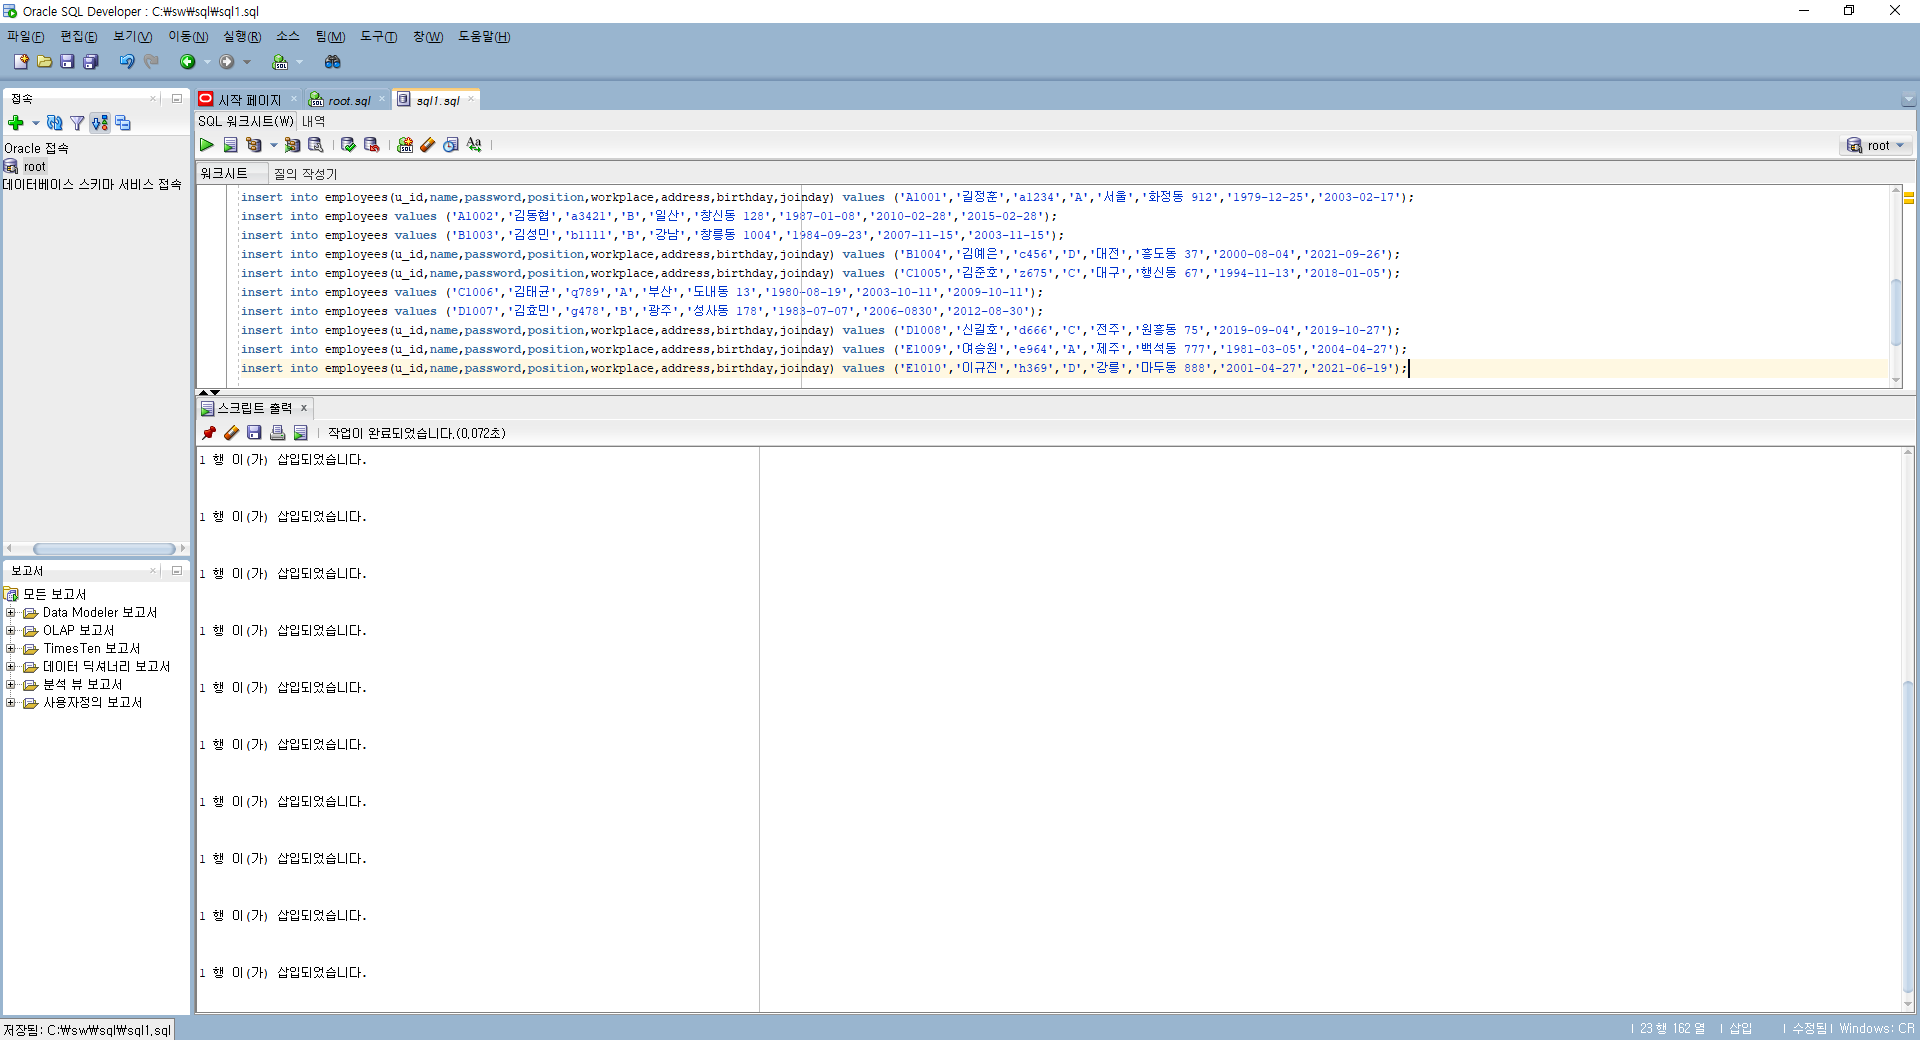 Oracle SQL Developer : C:₩sw₩sql₩sql1.sql
파일(F) 편집(E) 보기(V) 이동(N) 실행(R) 소스 팀(M) 도구(T) 창(W) 도움말(H)
접속
Oracle 접속
root
데이터베이스 스키마 서비스 접속
보고서
모든 보고서
Data Modeler 보고서
OLAP 보고서
TimesTen 보고서
데이터 딕셔너리 보고서
분석 뷰 보고서
사용자정의 보고서
시작 페이지 root.sql sql1.sql
SQL 워크시트(W) 내역
root
워크시트 질의 작성기
insert into employees(u_id,name,password,position,workplace,address,birthday,joinday) values ('A1001','길정훈','a1234','A','서울','화정동 912','1979-12-25','2003-02-17');
insert into employees values ('A1002','김동협','a3421','B','일산','창신동 128','1987-01-08','2010-02-28','2015-02-28');
insert into employees values ('B1003','김성민','b1111','B','강남','창릉동 1004','1984-09-23','2007-11-15','2003-11-15');
insert into employees(u_id,name,password,position,workplace,address,birthday,joinday) values ('B1004','김예은','c456','D','대전','흥도동 37','2000-08-04','2021-09-26');
insert into employees(u_id,name,password,position,workplace,address,birthday,joinday) values ('C1005','김준호','z675','C','대구','행신동 67','1994-11-13','2018-01-05');
insert into employees values ('C1006','김태균','q789','A','부산','도내동 13','1980-08-19','2003-10-11','2009-10-11');
insert into employees values ('D1007','김효민','g478','B','광주','성사동 178','1983-07-07','2006-0830','2012-08-30');
insert into employees(u_id,name,password,position,workplace,address,birthday,joinday) values ('D1008','신길호','d666','C','전주','원흥동 75','2019-09-04','2019-10-27');
insert into employees(u_id,name,password,position,workplace,address,birthday,joinday) values ('E1009','여승원','e964','A','제주','백석동 777','1981-03-05','2004-04-27');
insert into employees(u_id,name,password,position,workplace,address,birthday,joinday) values ('E1010','이규진','h369','D','강릉','마두동 888','2001-04-27','2021-06-19');
스크립트 출력
작업이 완료되었습니다.(0.072초)
1 행 이(가) 삽입되었습니다.
1 행 이(가) 삽입되었습니다.
1 행 이(가) 삽입되었습니다.
1 행 이(가) 삽입되었습니다.
1 행 이(가) 삽입되었습니다.
1 행 이(가) 삽입되었습니다.
1 행 이(가) 삽입되었습니다.
1 행 이(가) 삽입되었습니다.
1 행 이(가) 삽입되었습니다.
1 행 이(가) 삽입되었습니다.
저장됨: C:₩sw₩sql₩sql1.sql
23 행 162 열 삽입 수정됨 Windows: CR